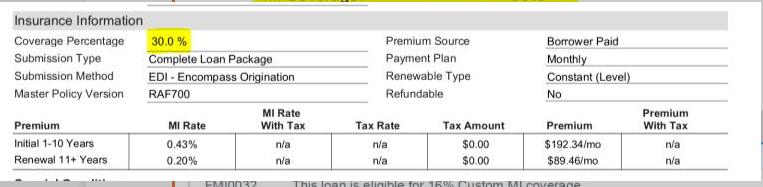 Insurance Information
Coverage Percentage 30.0 % Premium Source Borrower Paid
Submission Type Complete Loan Package Payment Plan Monthly
Submission Method EDI - Encompass Origination Renewable Type Constant (Level)
Master Policy Version RAF700 Refundable No
Premium MI Rate MI Rate With Tax Tax Rate Tax Amount Premium Premium With Tax
Initial 1-10 Years 0.43% n/a n/a $0.00 $192.34/mo n/a
Renewal 11+ Years 0.20% n/a n/a $0.00 $89.46/mo n/a
EMI0032 This loan is eligible for 16% Custom MI coverage